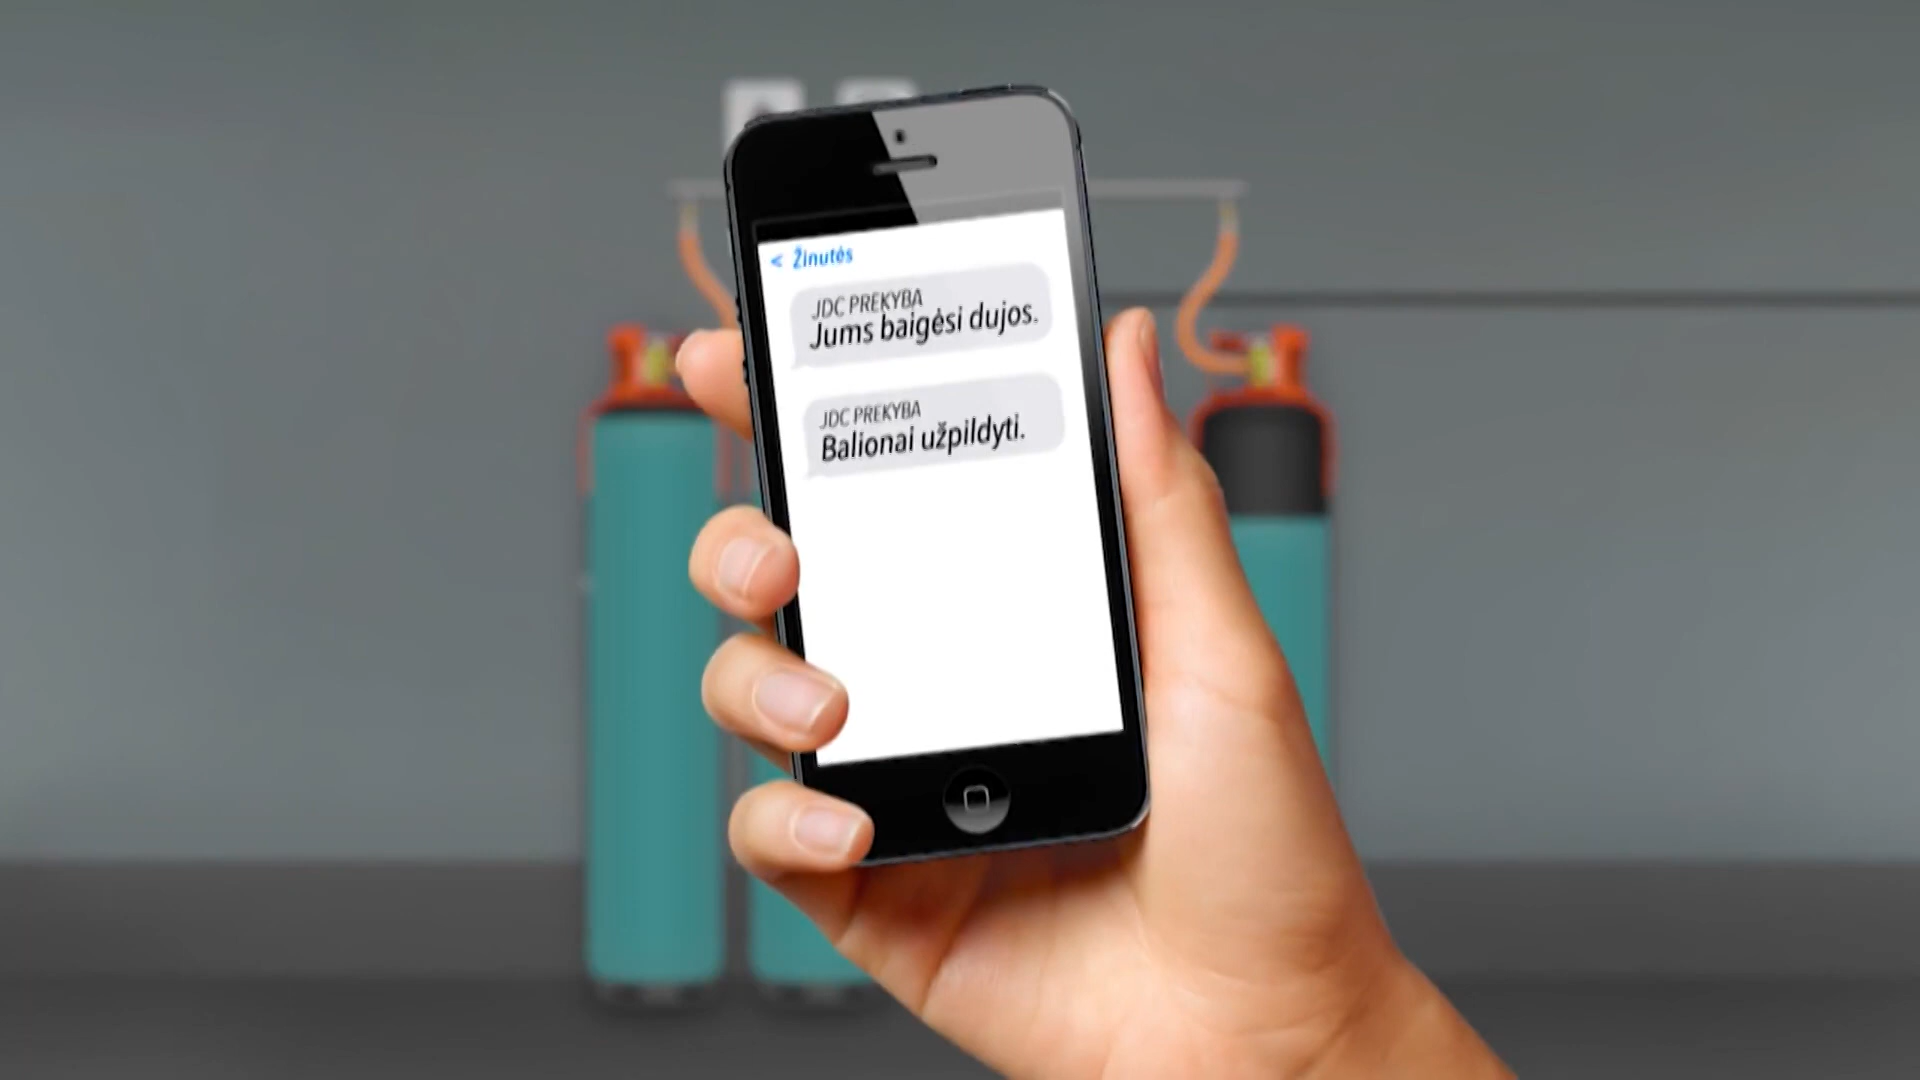 < Žinutės
JDC PREKYBA
Jums baigėsi dujos.
JDC PREKYBA
Balionai užpildyti.